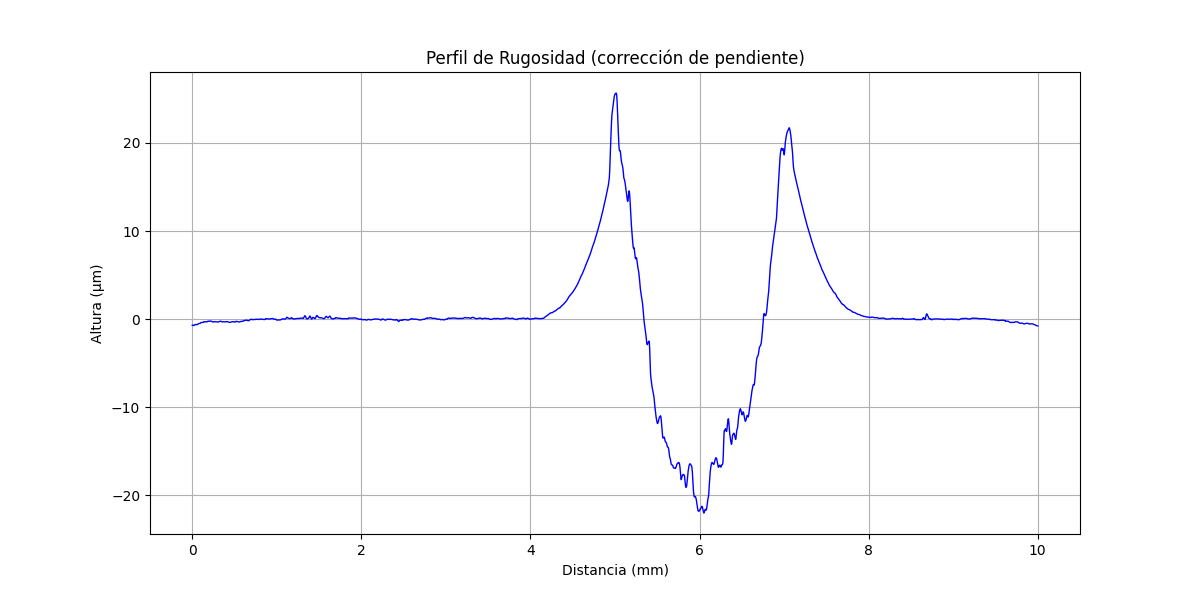 Perfil de Rugosidad (corrección de pendiente)
Altura (µm)
20
10
0
−10
−20
0 2 4 6 8 10
Distancia (mm)